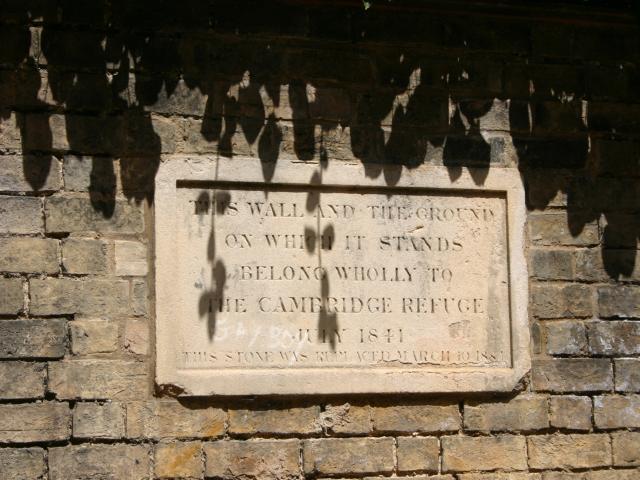 THIS WALL AND THE GROUND
ON WHICH IT STANDS
BELONG WHOLLY TO
THE CAMBRIDGE REFUGE
JULY 1841
THIS STONE WAS REPLACED MARCH 10